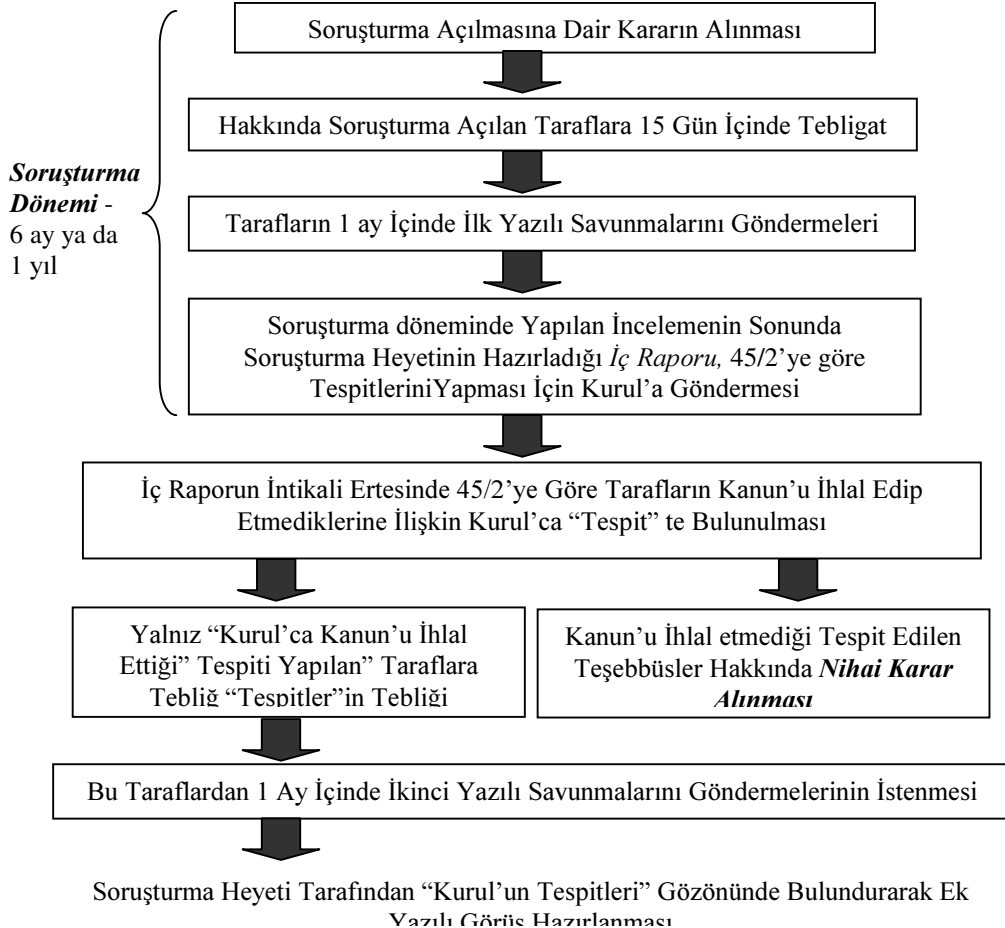 Soruşturma Açılmasına Dair Kararın Alınması
Hakkında Soruşturma Açılan Taraflara 15 Gün İçinde Tebligat
Soruşturma
Dönemi -
6 ay ya da
1 yıl
Tarafların 1 ay İçinde İlk Yazılı Savunmalarını Göndermeleri
Soruşturma döneminde Yapılan İncelemenin Sonunda
Soruşturma Heyetinin Hazırladığı İç Raporu, 45/2’ye göre
TespitleriniYapması İçin Kurul’a Göndermesi
İç Raporun İntikali Ertesinde 45/2’ye Göre Tarafların Kanun’u İhlal Edip
Etmediklerine İlişkin Kurul’ca “Tespit” te Bulunulması
Yalnız “Kurul’ca Kanun’u İhlal
Ettiği” Tespiti Yapılan” Taraflara
Tebliğ “Tespitler”in Tebliği
Kanun’u İhlal etmediği Tespit Edilen
Teşebbüsler Hakkında Nihai Karar
Alınması
Bu Taraflardan 1 Ay İçinde İkinci Yazılı Savunmalarını Göndermelerinin İstenmesi
Soruşturma Heyeti Tarafından “Kurul’un Tespitleri” Gözönünde Bulundurarak Ek
Yazılı Görüş Hazırlanması